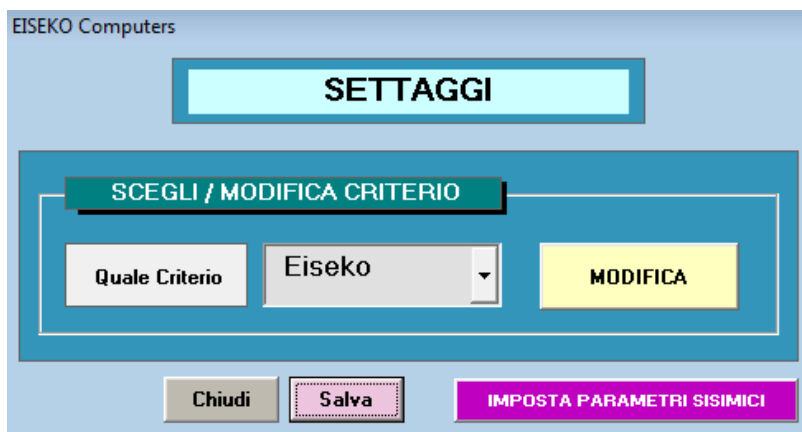 EISEKO Computers
SETTAGGI
SCEGLI / MODIFICA CRITERIO
Quale Criterio
Eiseko
MODIFICA
Chiudi
Salva
IMPOSTA PARAMETRI SISIMICI